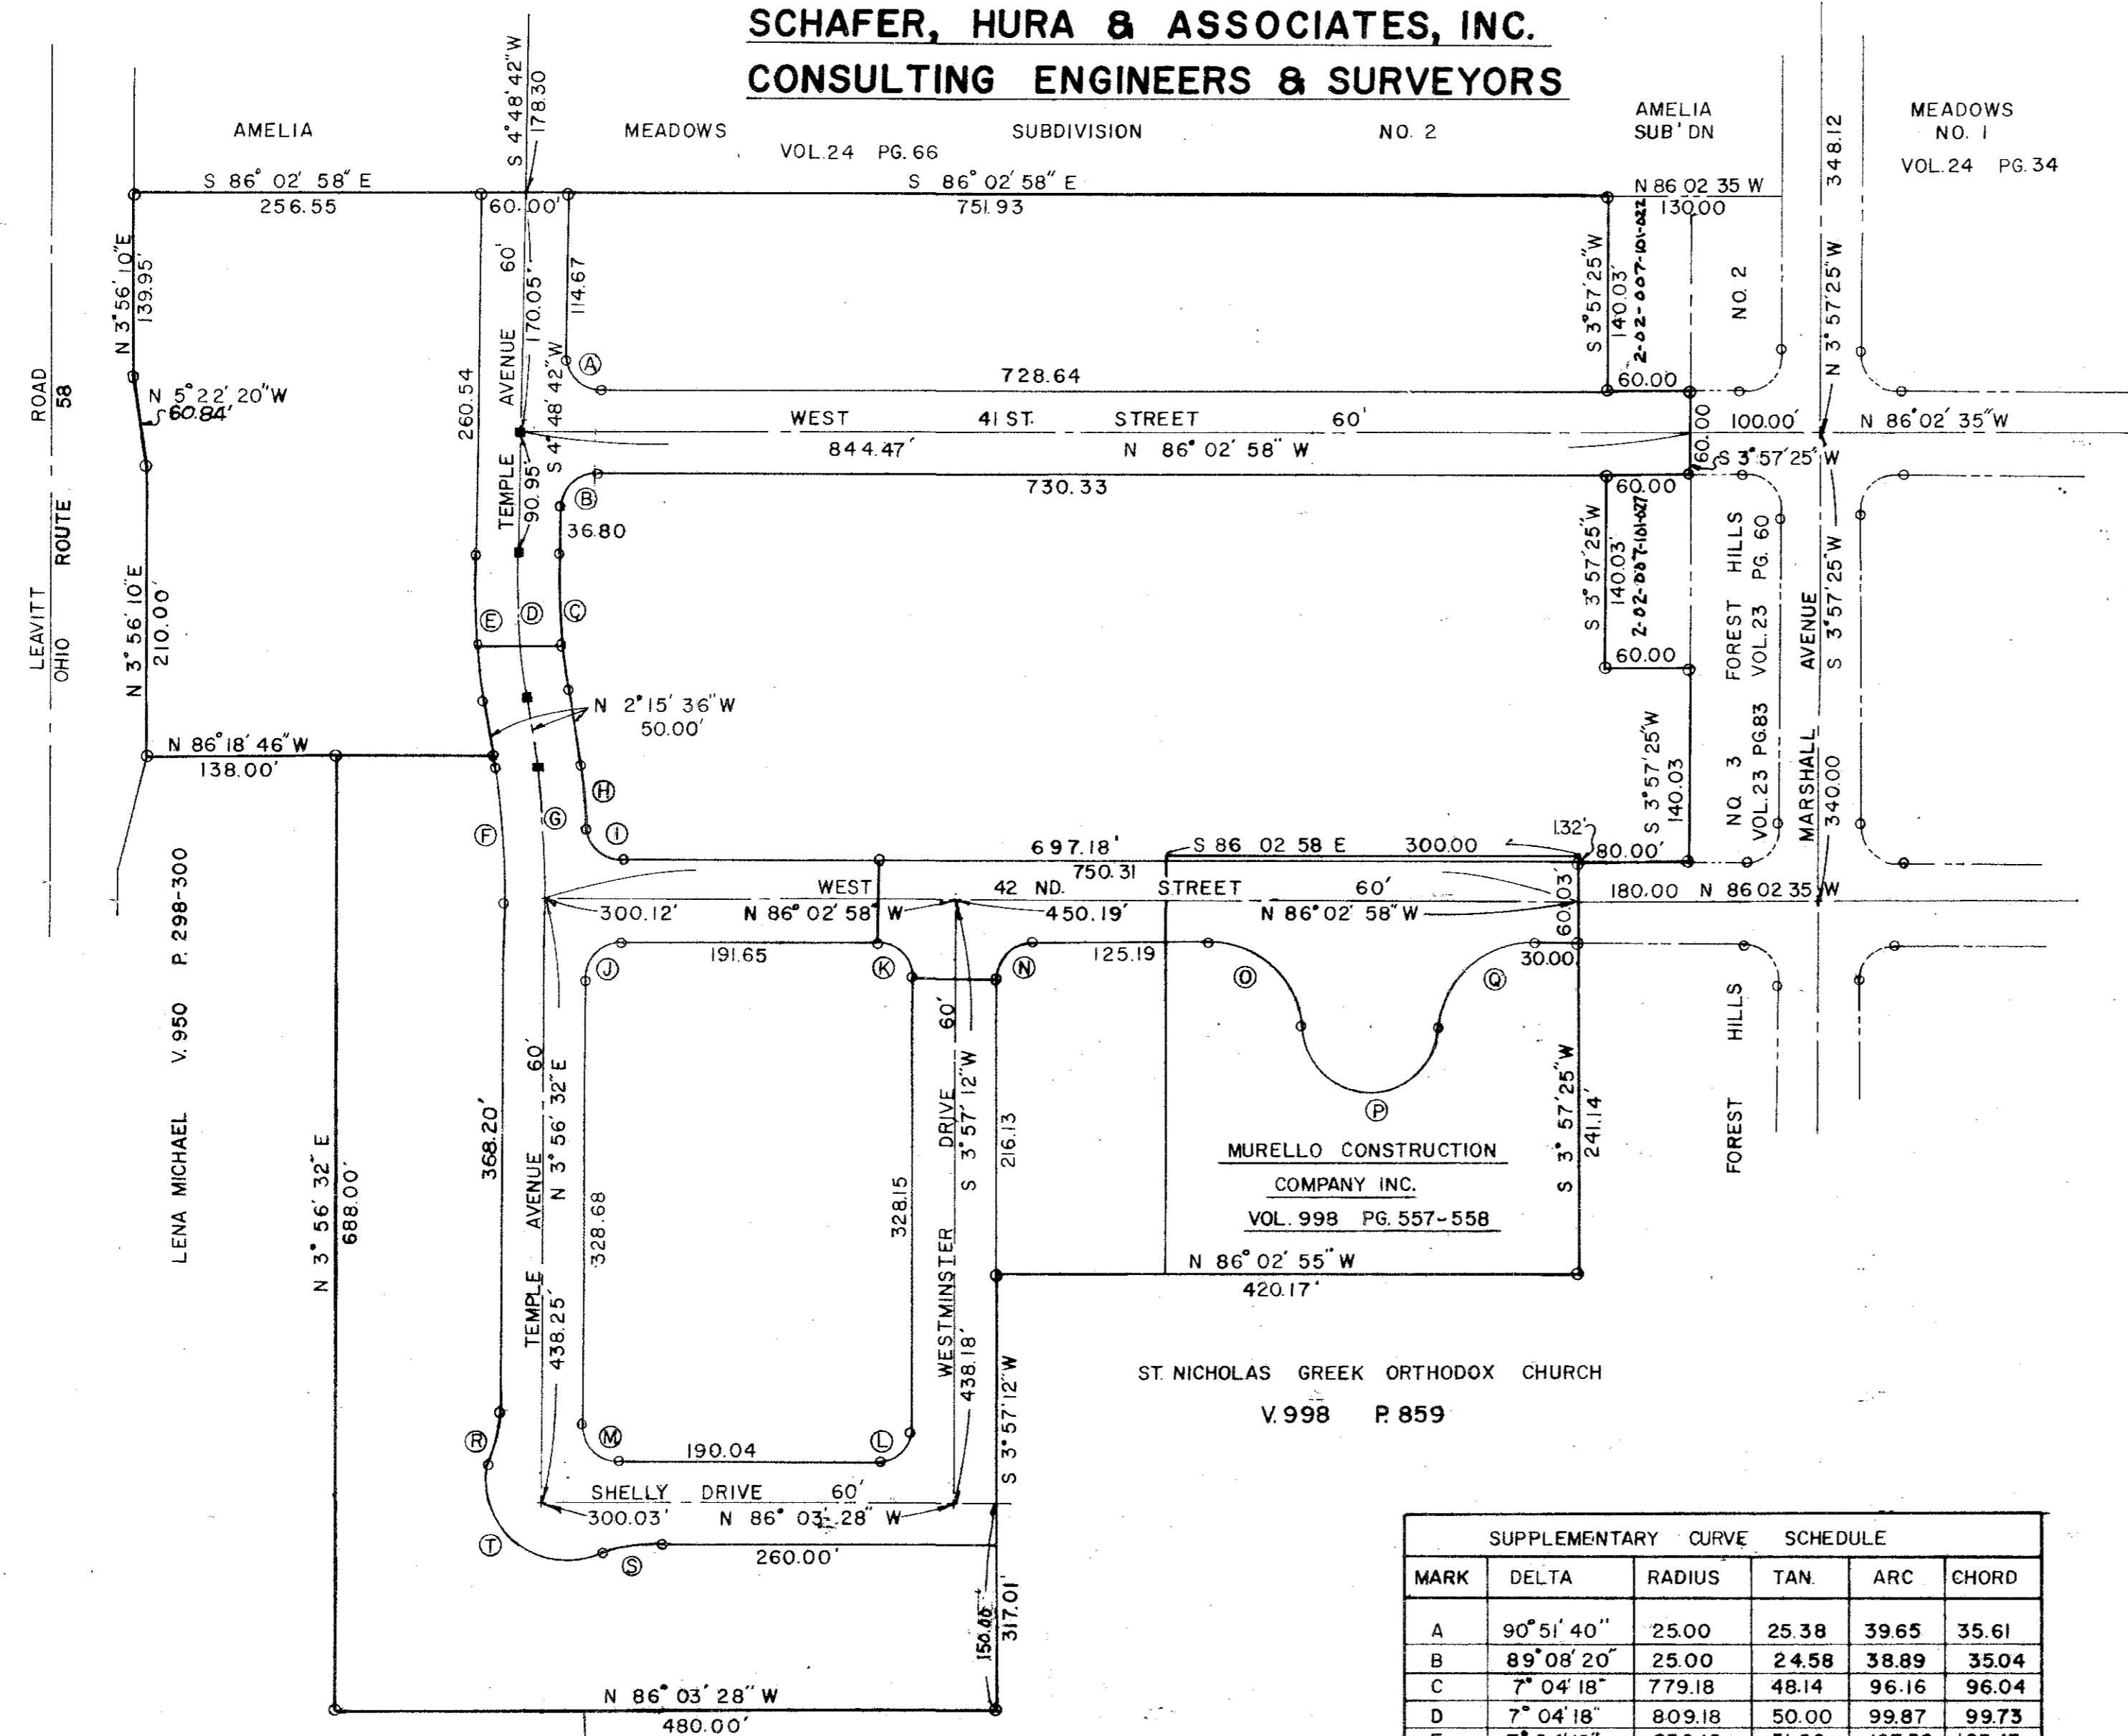 SCHAFER, HURA & ASSOCIATES, INC.
CONSULTING ENGINEERS & SURVEYORS
AMELIA MEADOWS SUBDIVISION NO. 2
VOL.24 PG.66
AMELIA
SUB'DN
NO. 2
MEADOWS
NO. 1
VOL.24 PG.34
S 4° 48' 42" W
178.30
348.12
S 86° 02' 58" E
256.55
60.00'
S 86° 02' 58" E
751.93
N 86 02 35 W
130.00
N 3° 56' 10" E
139.95'
N 5° 22' 20" W
60.84'
N 3° 56' 10" E
210.00'
LEAVITT ROAD
OHIO ROUTE 58
260.54
TEMPLE AVENUE 60'
170.05'
S 4° 48' 42" W
114.67
A
728.64
WEST 41 ST. STREET 60'
844.47' N 86° 02' 58" W
730.33
B
36.80
TEMPLE
90.95'
S 3° 57' 25" W
140.03'
2-02-007-101-022
60.00
60.00
100.00'
N 86° 02' 35" W
N 3° 57' 25" W
S 3° 57' 25" W
60.00
S 3° 57' 25" W
140.03'
2-02-007-101-027
60.00
S 3° 57' 25" W
140.03
NO. 3 FOREST HILLS
VOL.23 PG.83 VOL.23 PG. 60
MARSHALL AVENUE
S 3° 57' 25" W
340.00
E
D
C
N 2° 15' 36" W
50.00'
N 86° 18' 46" W
138.00'
F
G
H
I
697.18'
750.31
S 86 02 58 E 300.00
1.32'
80.00'
WEST 42 ND. STREET 60'
300.12' N 86° 02' 58" W
450.19' N 86° 02' 58" W
60.03'
180.00 N 86 02 35 W
J
191.65
K
N
125.19
O
P
Q
30.00
LENA MICHAEL V. 950 P. 298-300
N 3° 56' 32" E
688.00'
368.20'
TEMPLE AVENUE 60'
N 3° 56' 32" E
438.25'
328.68
328.15
WESTMINSTER DRIVE 60'
S 3° 57' 12" W
438.18'
216.13
MURELLO CONSTRUCTION
COMPANY INC.
VOL. 998 PG. 557-558
S 3° 57' 25" W
241.14'
FOREST HILLS
N 86° 02' 55" W
420.17'
ST. NICHOLAS GREEK ORTHODOX CHURCH
V. 998 P. 859
S 3° 57' 12" W
317.01'
150.00
R
M
190.04
L
SHELLY DRIVE 60'
300.03' N 86° 03' 28" W
T
S
260.00'
N 86° 03' 28" W
480.00'
SUPPLEMENTARY CURVE SCHEDULE
MARK DELTA RADIUS TAN. ARC CHORD
A 90° 51' 40" 25.00 25.38 39.65 35.61
B 89° 08' 20" 25.00 24.58 38.89 35.04
C 7° 04' 18" 779.18 48.14 96.16 96.04
D 7° 04' 18" 809.18 50.00 99.87 99.73